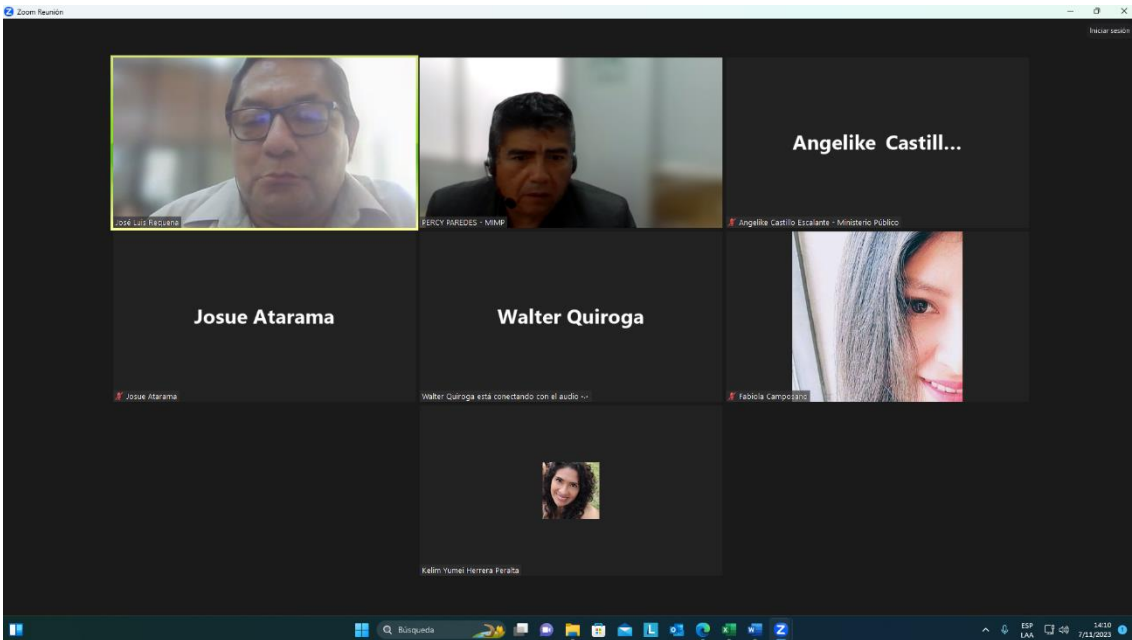 Zoom Reunión
Iniciar sesión
José Luis Requena
PERCY PAREDES - MIMP
Angelike Castill...
Angelike Castillo Escalante - Ministerio Público
Josue Atarama
Josue Atarama
Walter Quiroga
Walter Quiroga está conectando con el audio
Fabiola Camposano
Kelim Yumei Herrera Peralta
Búsqueda
ESP
LAA
14:10
7/11/2023